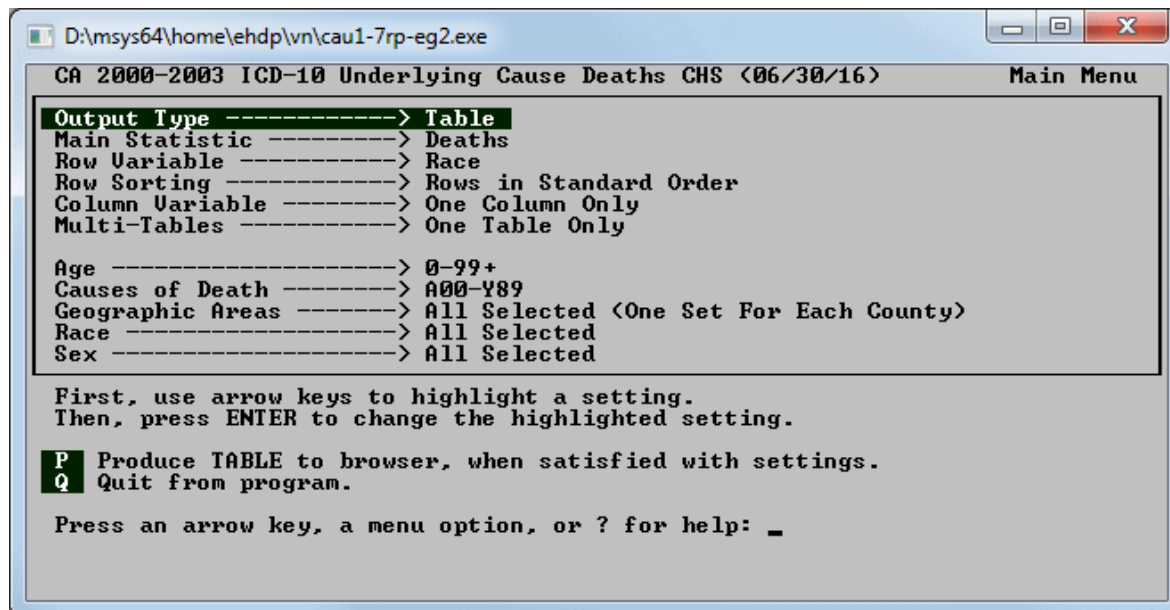 D:\msys64\home\ehdp\vn\cau1-7rp-eg2.exe
CA 2000-2003 ICD-10 Underlying Cause Deaths CHS (06/30/16) Main Menu
Output Type ------------> Table
Main Statistic ---------> Deaths
Row Variable -----------> Race
Row Sorting ------------> Rows in Standard Order
Column Variable --------> One Column Only
Multi-Tables -----------> One Table Only
Age --------------------> 0-99+
Causes of Death --------> A00-Y89
Geographic Areas -------> All Selected (One Set For Each County)
Race -------------------> All Selected
Sex --------------------> All Selected
First, use arrow keys to highlight a setting.
Then, press ENTER to change the highlighted setting.
P Produce TABLE to browser, when satisfied with settings.
Q Quit from program.
Press an arrow key, a menu option, or ? for help: _